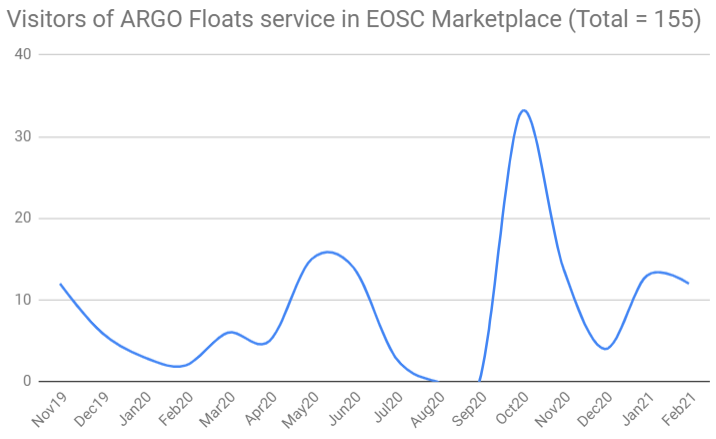 Visitors of ARGO Floats service in EOSC Marketplace (Total = 155)
40
30
20
10
0
Nov19
Dec19
Jan20
Feb20
Mar20
Apr20
May20
Jun20
Jul20
Aug20
Sep20
Oct20
Nov20
Dec20
Jan21
Feb21